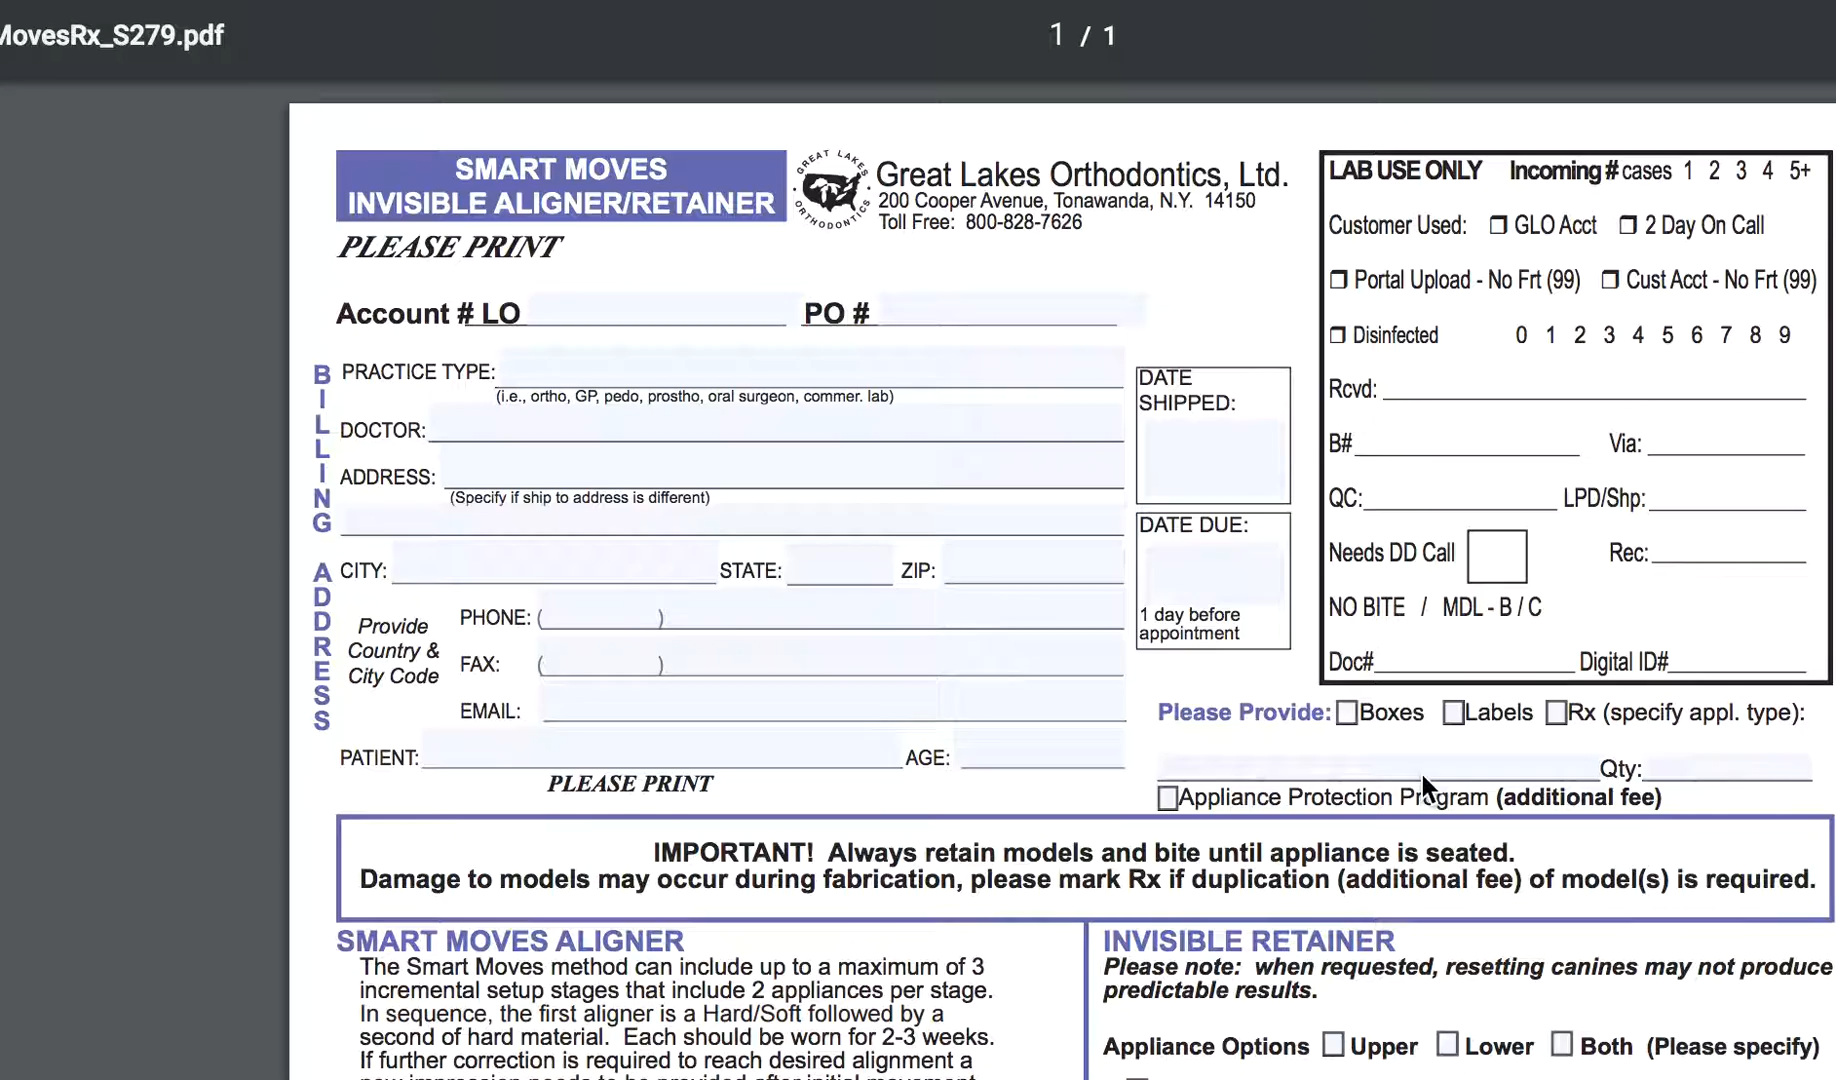 MovesRx_S279.pdf
1 / 1
SMART MOVES
INVISIBLE ALIGNER/RETAINER
PLEASE PRINT
GREAT LAKES
ORTHODONTICS
Great Lakes Orthodontics, Ltd.
200 Cooper Avenue, Tonawanda, N.Y. 14150
Toll Free: 800-828-7626
Account # LO
PO #
BILLING ADDRESS
PRACTICE TYPE:
(i.e., ortho, GP, pedo, prostho, oral surgeon, commer. lab)
DOCTOR:
ADDRESS:
(Specify if ship to address is different)
CITY: STATE: ZIP:
Provide
Country &
City Code
PHONE: ( )
FAX: ( )
EMAIL:
PATIENT: AGE:
PLEASE PRINT
DATE
SHIPPED:
DATE DUE:
1 day before
appointment
LAB USE ONLY Incoming # cases 1 2 3 4 5+
Customer Used: GLO Acct 2 Day On Call
Portal Upload - No Frt (99) Cust Acct - No Frt (99)
Disinfected 0 1 2 3 4 5 6 7 8 9
Rcvd:
B# Via:
QC: LPD/Shp:
Needs DD Call Rec:
NO BITE / MDL - B / C
Doc# Digital ID#
Please Provide: Boxes Labels Rx (specify appl. type):
Qty:
Appliance Protection Program (additional fee)
IMPORTANT! Always retain models and bite until appliance is seated.
Damage to models may occur during fabrication, please mark Rx if duplication (additional fee) of model(s) is required.
SMART MOVES ALIGNER
The Smart Moves method can include up to a maximum of 3
incremental setup stages that include 2 appliances per stage.
In sequence, the first aligner is a Hard/Soft followed by a
second of hard material. Each should be worn for 2-3 weeks.
If further correction is required to reach desired alignment a
INVISIBLE RETAINER
Please note: when requested, resetting canines may not produce
predictable results.
Appliance Options Upper Lower Both (Please specify)